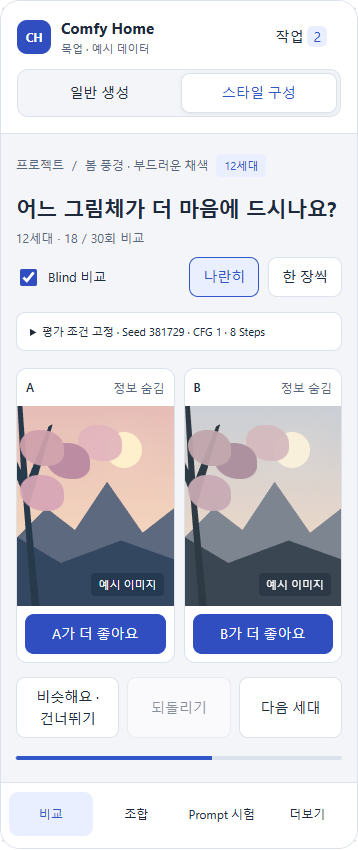 CH
Comfy Home
목업 · 예시 데이터
작업 2
일반 생성
스타일 구성
프로젝트 / 봄 풍경 · 부드러운 채색 12세대
어느 그림체가 더 마음에 드시나요?
12세대 · 18 / 30회 비교
Blind 비교
나란히
한 장씩
▶ 평가 조건 고정 · Seed 381729 · CFG 1 · 8 Steps
A 정보 숨김
예시 이미지
A가 더 좋아요
B 정보 숨김
예시 이미지
B가 더 좋아요
비슷해요 ·
건너뛰기
되돌리기
다음 세대
비교
조합
Prompt 시험
더보기